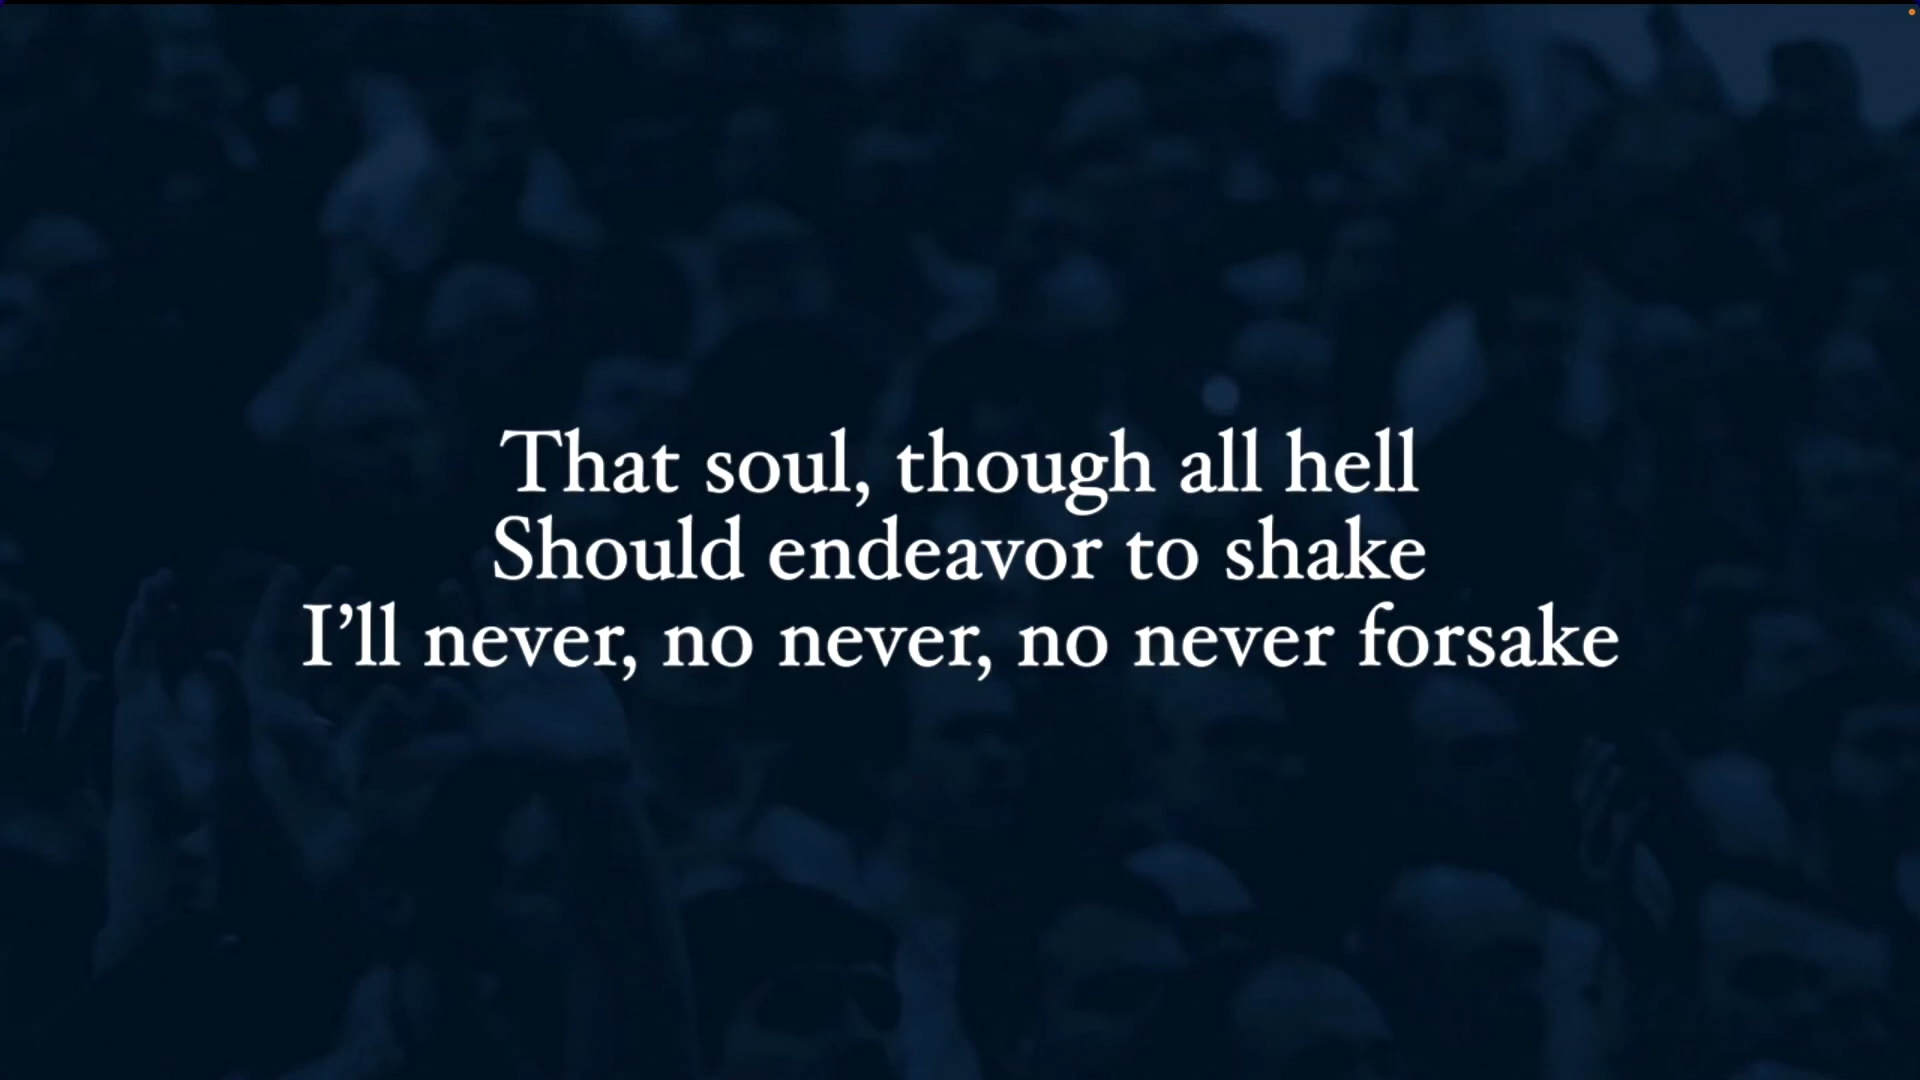 That soul, though all hell
Should endeavor to shake
I’ll never, no never, no never forsake